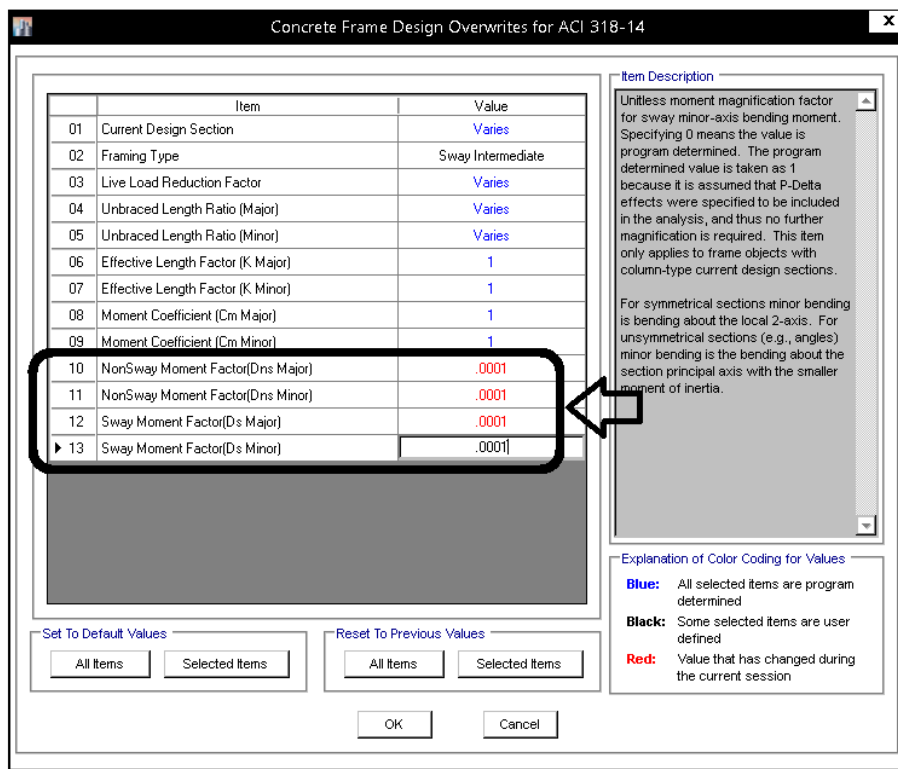 Concrete Frame Design Overwrites for ACI 318-14
X
Item Value
01 Current Design Section Varies
02 Framing Type Sway Intermediate
03 Live Load Reduction Factor Varies
04 Unbraced Length Ratio (Major) Varies
05 Unbraced Length Ratio (Minor) Varies
06 Effective Length Factor (K Major) 1
07 Effective Length Factor (K Minor) 1
08 Moment Coefficient (Cm Major) 1
09 Moment Coefficient (Cm Minor) 1
10 NonSway Moment Factor(Dns Major) .0001
11 NonSway Moment Factor(Dns Minor) .0001
12 Sway Moment Factor(Ds Major) .0001
13 Sway Moment Factor(Ds Minor) .0001
Item Description
Unitless moment magnification factor
for sway minor-axis bending moment.
Specifying 0 means the value is
program determined. The program
determined value is taken as 1
because it is assumed that P-Delta
effects were specified to be included
in the analysis, and thus no further
magnification is required. This item
only applies to frame objects with
column-type current design sections.
For symmetrical sections minor bending
is bending about the local 2-axis. For
unsymmetrical sections (e.g., angles)
minor bending is the bending about the
section principal axis with the smaller
moment of inertia.
Explanation of Color Coding for Values
Blue: All selected items are program
determined
Black: Some selected items are user
defined
Red: Value that has changed during
the current session
Set To Default Values
All Items Selected Items
Reset To Previous Values
All Items Selected Items
OK Cancel